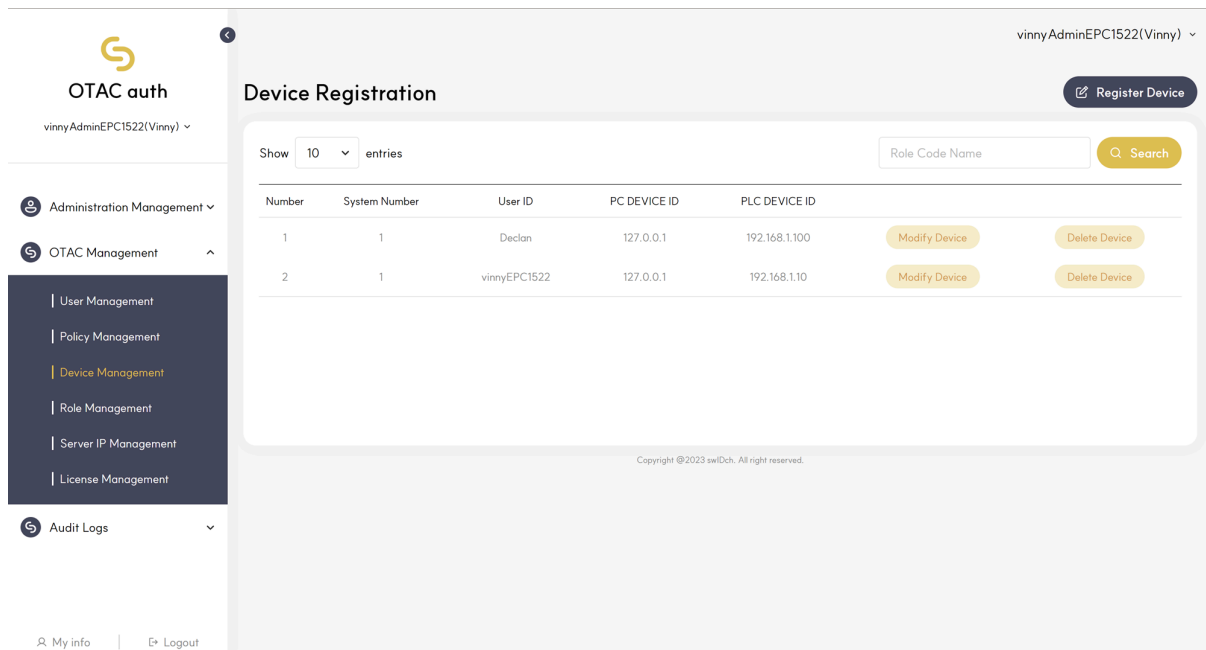 vinnyAdminEPC1522(Vinny)
OTAC auth
vinnyAdminEPC1522(Vinny)
Administration Management
OTAC Management
User Management
Policy Management
Device Management
Role Management
Server IP Management
License Management
Audit Logs
My info Logout
Device Registration Register Device
Show 10 entries Role Code Name Search
Number System Number User ID PC DEVICE ID PLC DEVICE ID
1 1 Declan 127.0.0.1 192.168.1.100 Modify Device Delete Device
2 1 vinnyEPC1522 127.0.0.1 192.168.1.10 Modify Device Delete Device
Copyright @2023 swIDch. All right reserved.